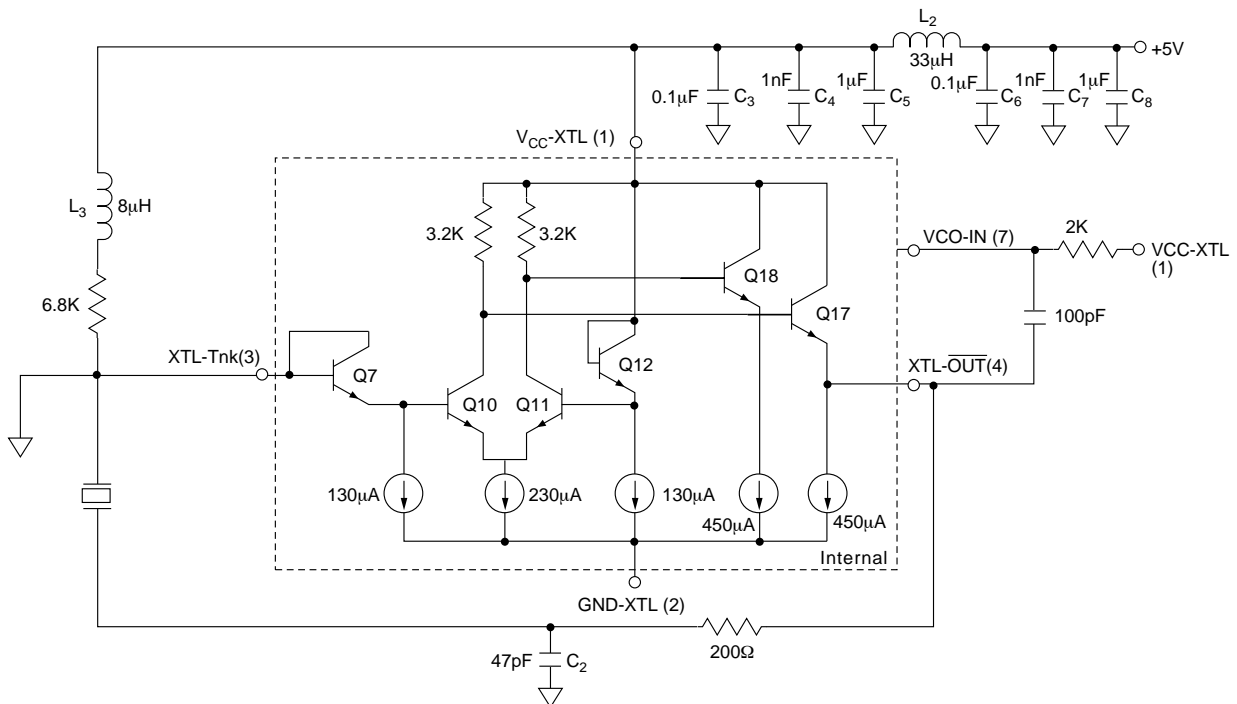 L2
33μH
+5V
0.1μF
C3
1nF
C4
1μF
C5
0.1μF
C6
1nF
C7
1μF
C8
VCC-XTL (1)
L3
8μH
6.8K
3.2K
3.2K
VCO-IN (7)
2K
VCC-XTL
(1)
Q18
Q17
100pF
XTL-Tnk(3)
Q7
Q12
XTL-OUT(4)
Q10
Q11
130μA
230μA
130μA
450μA
450μA
Internal
GND-XTL (2)
200Ω
47pF
C2